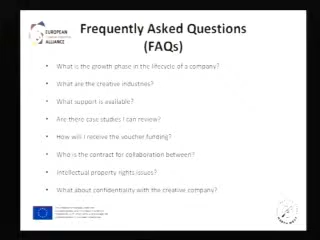 EUROPEAN
ALLIANCE
Frequently Asked Questions
(FAQs)
• What is the growth phase in the lifecycle of a company?
• What are the creative industries?
• What support is available?
• Are there case studies I can review?
• How will I receive the voucher funding?
• Who is the contract for collaboration between?
• Intellectual property rights issues?
• What about confidentiality with the creative company?